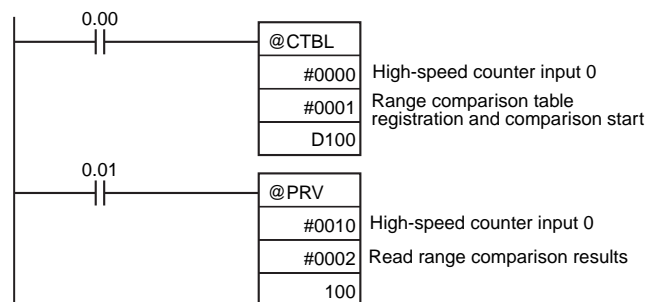 0.00
@CTBL
#0000 High-speed counter input 0
#0001 Range comparison table
registration and comparison start
D100
0.01
@PRV
#0010 High-speed counter input 0
#0002 Read range comparison results
100